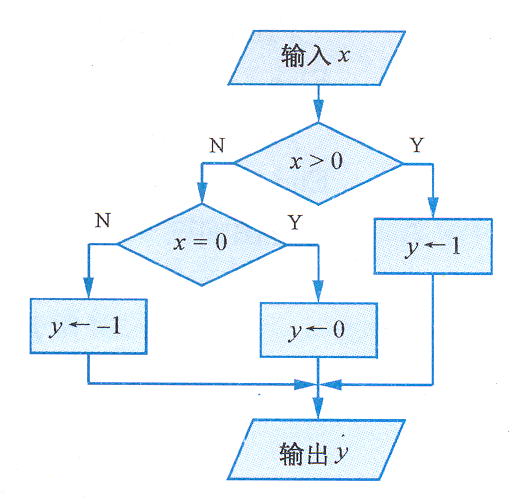 输入 x
x > 0
N
Y
x = 0
N
Y
y ← 1
y ← –1
y ← 0
输出 y